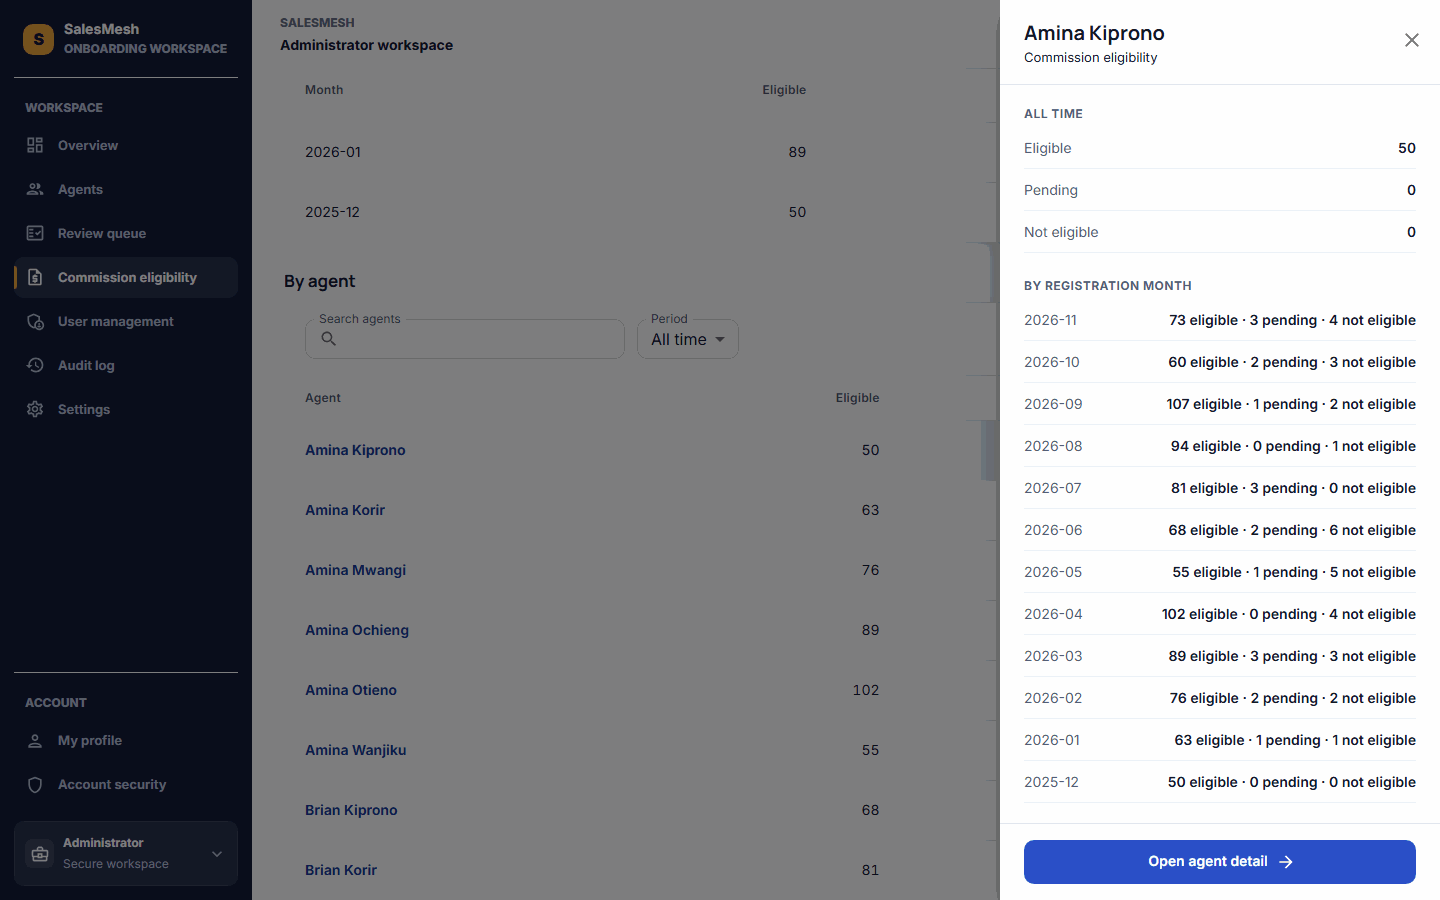 S
SalesMesh
ONBOARDING WORKSPACE
WORKSPACE
Overview
Agents
Review queue
Commission eligibility
User management
Audit log
Settings
ACCOUNT
My profile
Account security
Administrator
Secure workspace
SALESMESH
Administrator workspace
Month Eligible
2026-01 89
2025-12 50
By agent
Search agents
Period
All time
Agent Eligible
Amina Kiprono 50
Amina Korir 63
Amina Mwangi 76
Amina Ochieng 89
Amina Otieno 102
Amina Wanjiku 55
Brian Kiprono 68
Brian Korir 81
Amina Kiprono
Commission eligibility
ALL TIME
Eligible 50
Pending 0
Not eligible 0
BY REGISTRATION MONTH
2026-11 73 eligible · 3 pending · 4 not eligible
2026-10 60 eligible · 2 pending · 3 not eligible
2026-09 107 eligible · 1 pending · 2 not eligible
2026-08 94 eligible · 0 pending · 1 not eligible
2026-07 81 eligible · 3 pending · 0 not eligible
2026-06 68 eligible · 2 pending · 6 not eligible
2026-05 55 eligible · 1 pending · 5 not eligible
2026-04 102 eligible · 0 pending · 4 not eligible
2026-03 89 eligible · 3 pending · 3 not eligible
2026-02 76 eligible · 2 pending · 2 not eligible
2026-01 63 eligible · 1 pending · 1 not eligible
2025-12 50 eligible · 0 pending · 0 not eligible
Open agent detail